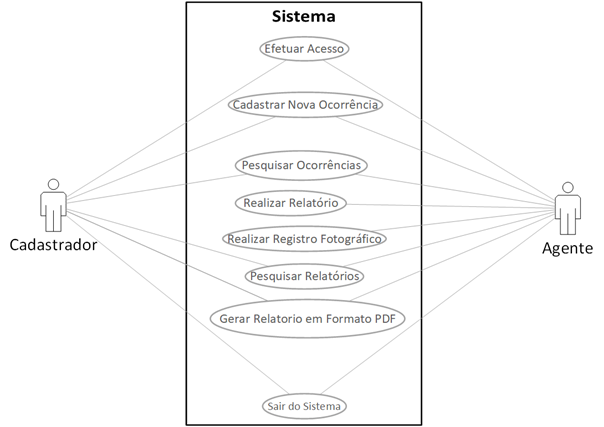 Sistema
Efetuar Acesso
Cadastrar Nova Ocorrência
Pesquisar Ocorrências
Realizar Relatório
Realizar Registro Fotográfico
Pesquisar Relatórios
Gerar Relatorio em Formato PDF
Sair do Sistema
Cadastrador
Agente